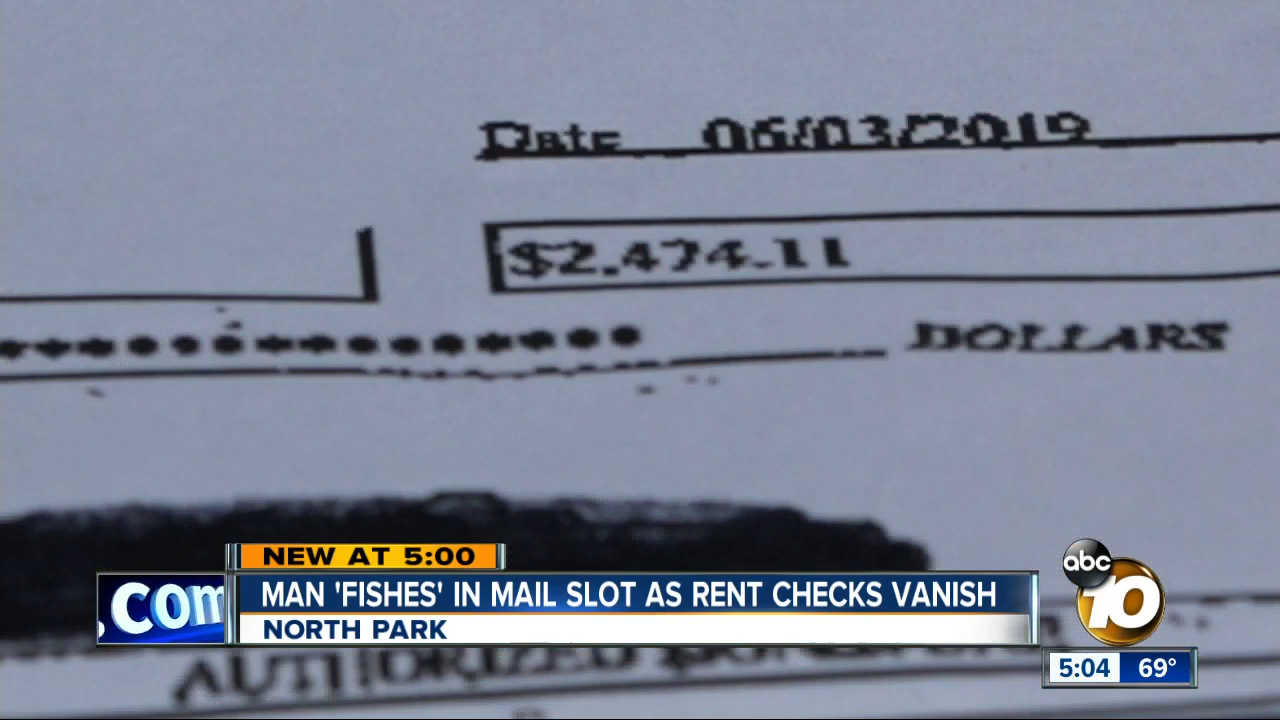 Date 06/03/2019
$2,474.11
DOLLARS
NEW AT 5:00
.com
MAN 'FISHES' IN MAIL SLOT AS RENT CHECKS VANISH
NORTH PARK
abc
10
5:04 69°
AUTHORIZED